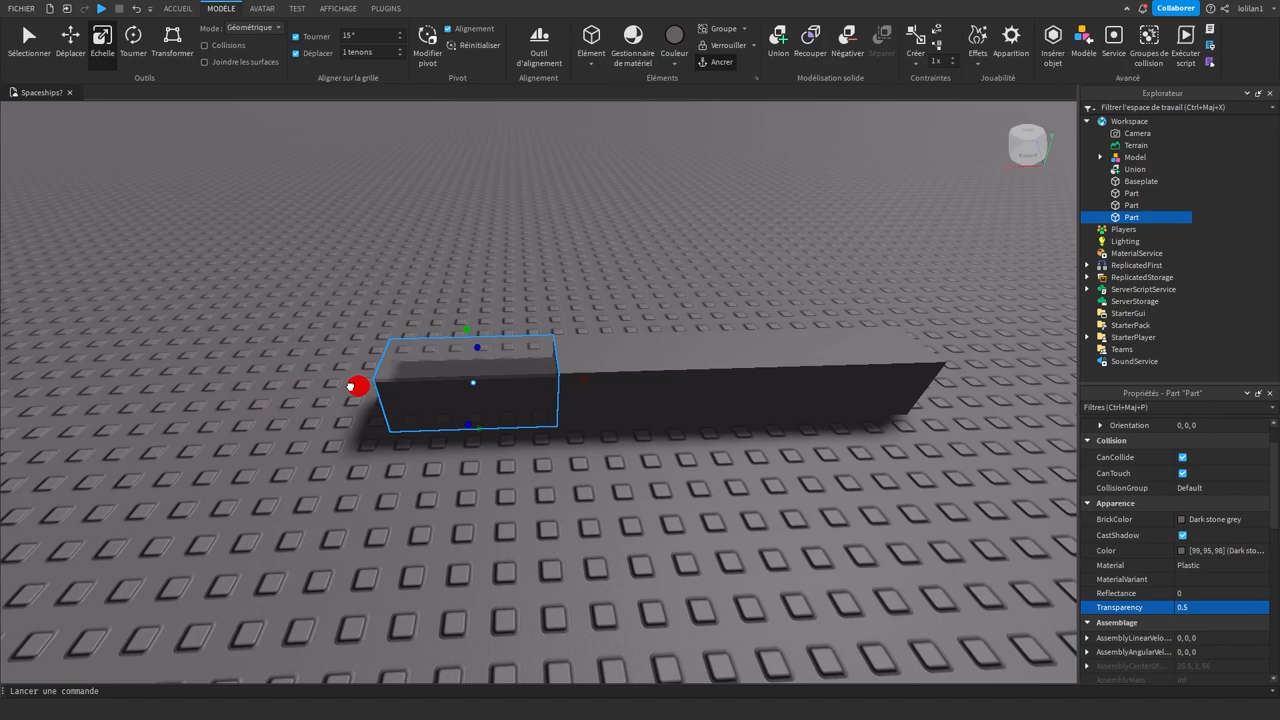 FICHIER ACCUEIL MODÈLE AVATAR TEST AFFICHAGE PLUGINS Collaborer lolilan1
Sélectionner Déplacer Échelle Tourner Transformer
Mode: Géométrique
Collisions
Joindre les surfaces
Outils
Tourner 15°
Déplacer 1 tenons
Aligner sur la grille
Modifier pivot
Alignement
Réinitialiser
Pivot
Outil d'alignement
Alignement
Élément
Gestionnaire de matériel
Couleur
Groupe
Verrouiller
Ancrer
Éléments
Union Recouper Négativer Séparer
Modélisation solide
Créer
1 x
Contraintes
Effets Apparence
Jouabilité
Insérer objet
Modèle
Service
Groupes de collision
Exécuter script
Avancé
Spaceships?
Front
Y
Explorateur
Filtrer l'espace de travail (Ctrl+Maj+X)
Workspace
Camera
Terrain
Model
Union
Baseplate
Part
Part
Part
Players
Lighting
MaterialService
ReplicatedFirst
ReplicatedStorage
ServerScriptService
ServerStorage
StarterGui
StarterPack
StarterPlayer
Teams
SoundService
Propriétés - Part "Part"
Filtres (Ctrl+Maj+P)
Orientation 0, 0, 0
Collision
CanCollide
CanTouch
CollisionGroup Default
Apparence
BrickColor Dark stone grey
CastShadow
Color [99,95,98] (Dark sto...
Material Plastic
MaterialVariant
Reflectance 0
Transparency 0.5
Assemblage
AssemblyLinearVelo... 0, 0, 0
AssemblyAngularVel... 0, 0, 0
AssemblyCenterOf...
AssemblyMass inf
Lancer une commande